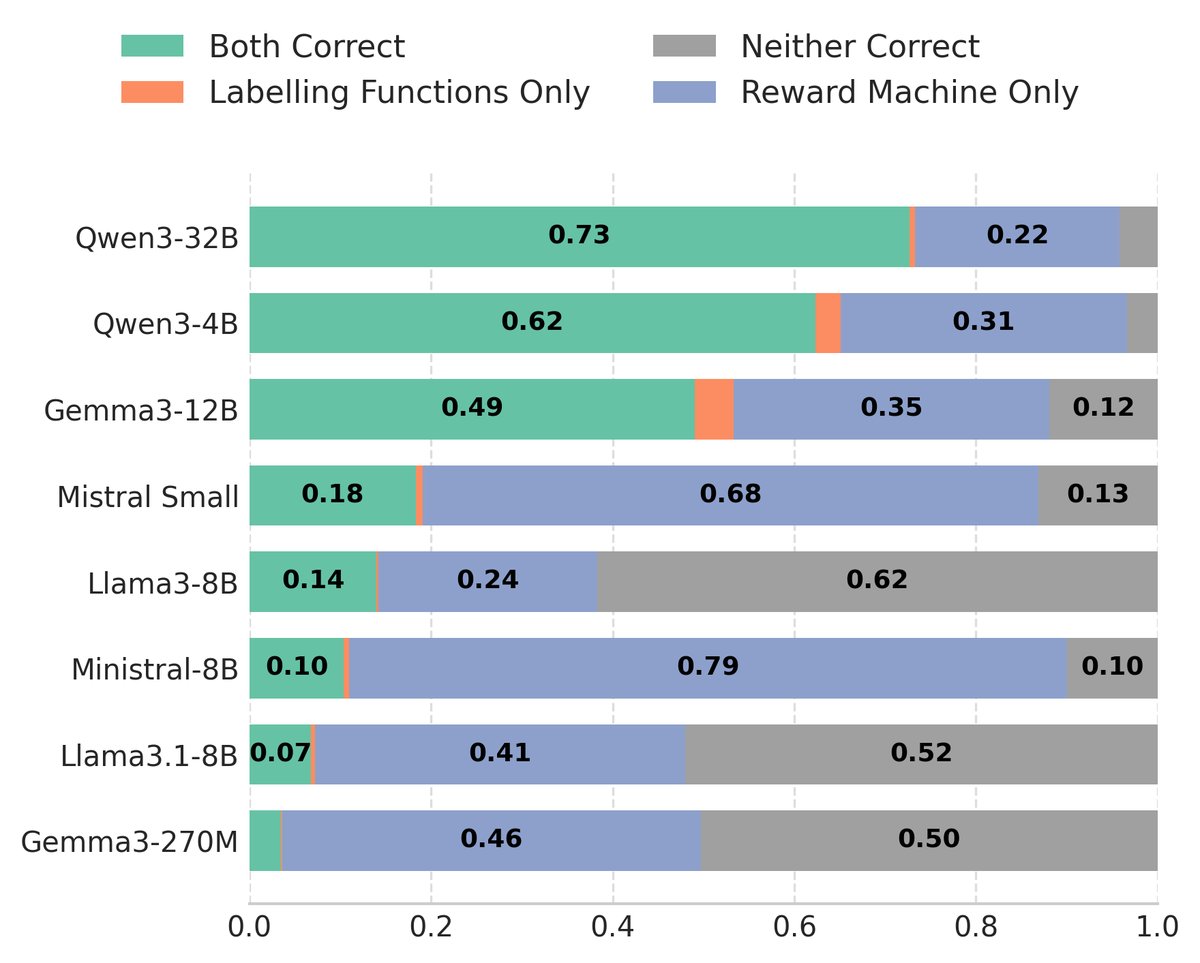 Both Correct
Neither Correct
Labelling Functions Only
Reward Machine Only
Qwen3-32B 0.73 0.22
Qwen3-4B 0.62 0.31
Gemma3-12B 0.49 0.35 0.12
Mistral Small 0.18 0.68 0.13
Llama3-8B 0.14 0.24 0.62
Ministral-8B 0.10 0.79 0.10
Llama3.1-8B 0.07 0.41 0.52
Gemma3-270M 0.46 0.50
0.0 0.2 0.4 0.6 0.8 1.0